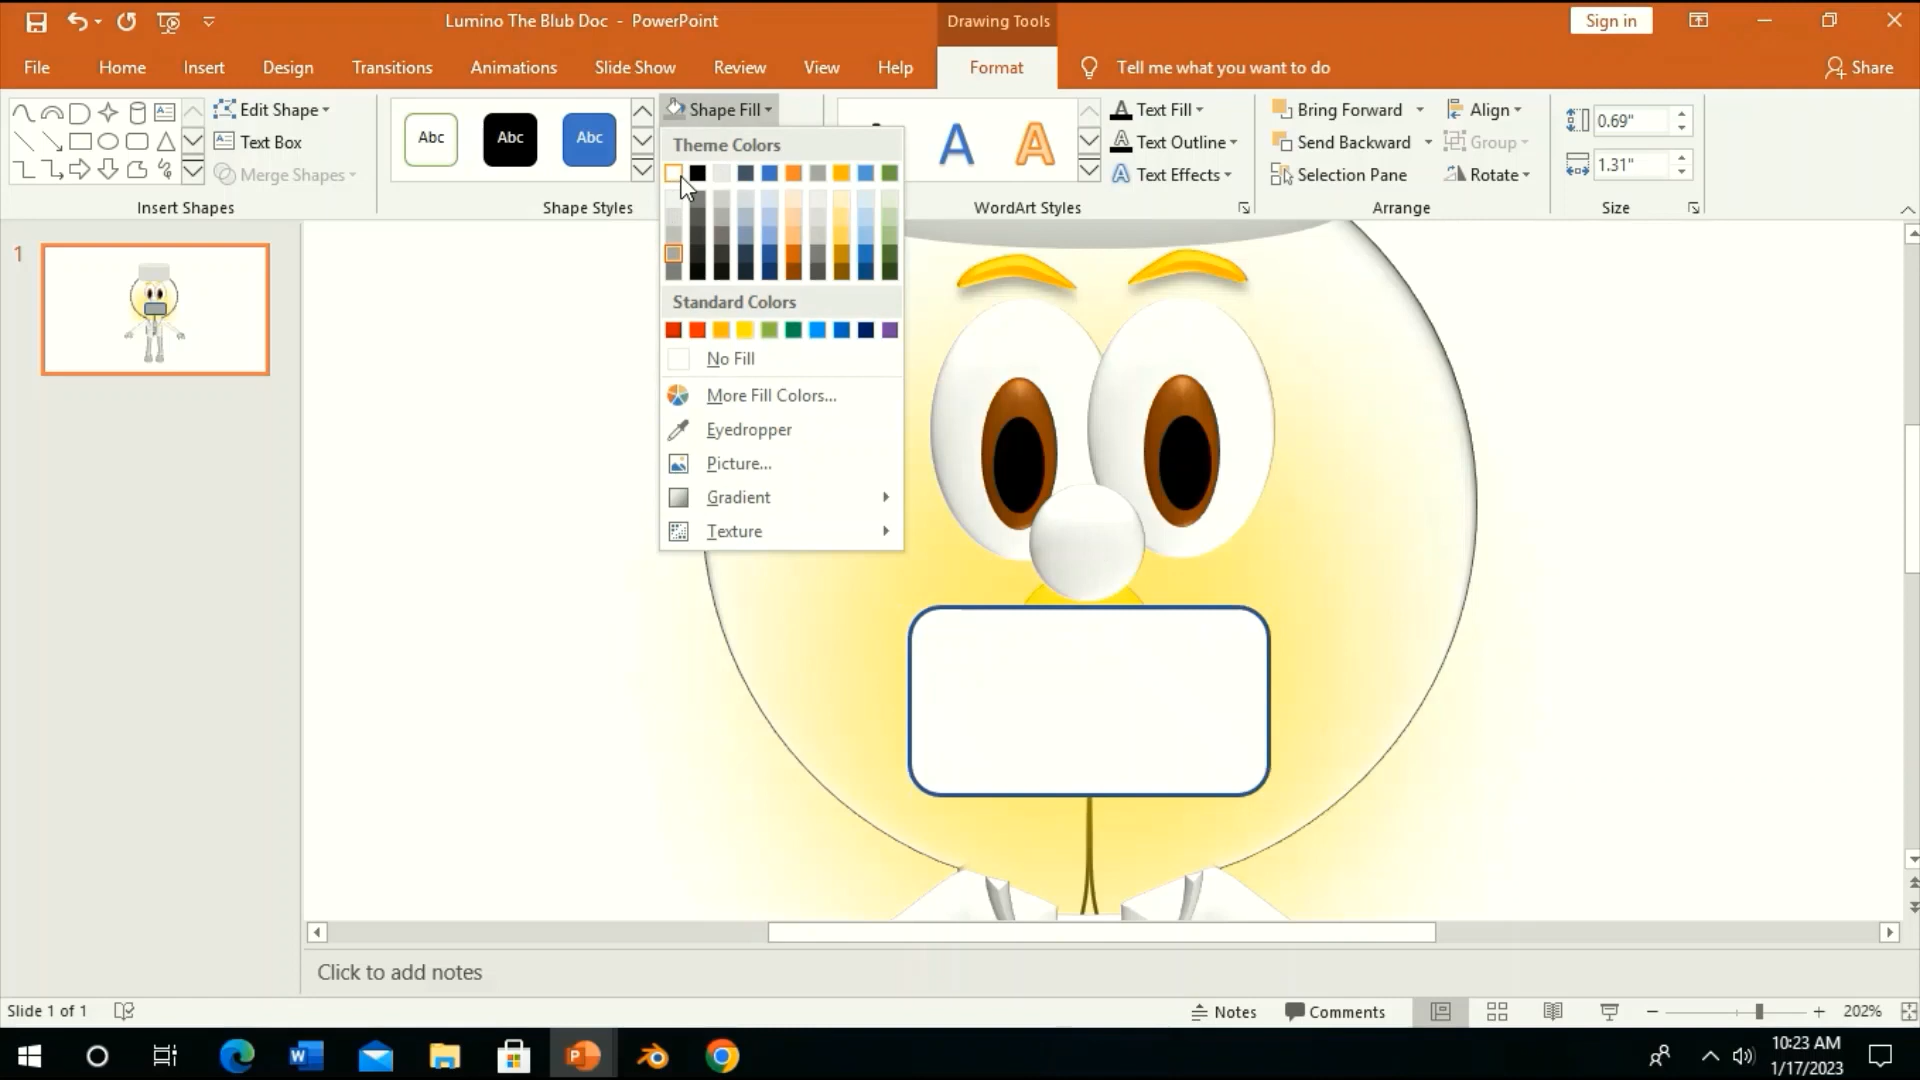 Lumino The Blub Doc - PowerPoint
Drawing Tools
Sign in
File Home Insert Design Transitions Animations Slide Show Review View Help Format Tell me what you want to do Share
Edit Shape
Text Box
Merge Shapes
Insert Shapes
Abc Abc Abc
Shape Styles
Shape Fill
Theme Colors
Standard Colors
No Fill
More Fill Colors...
Eyedropper
Picture...
Gradient
Texture
A A
Text Fill
Text Outline
Text Effects
WordArt Styles
Bring Forward
Send Backward
Selection Pane
Align
Group
Rotate
Arrange
0.69"
1.31"
Size
1
Click to add notes
Slide 1 of 1
Notes Comments 202%
10:23 AM
1/17/2023